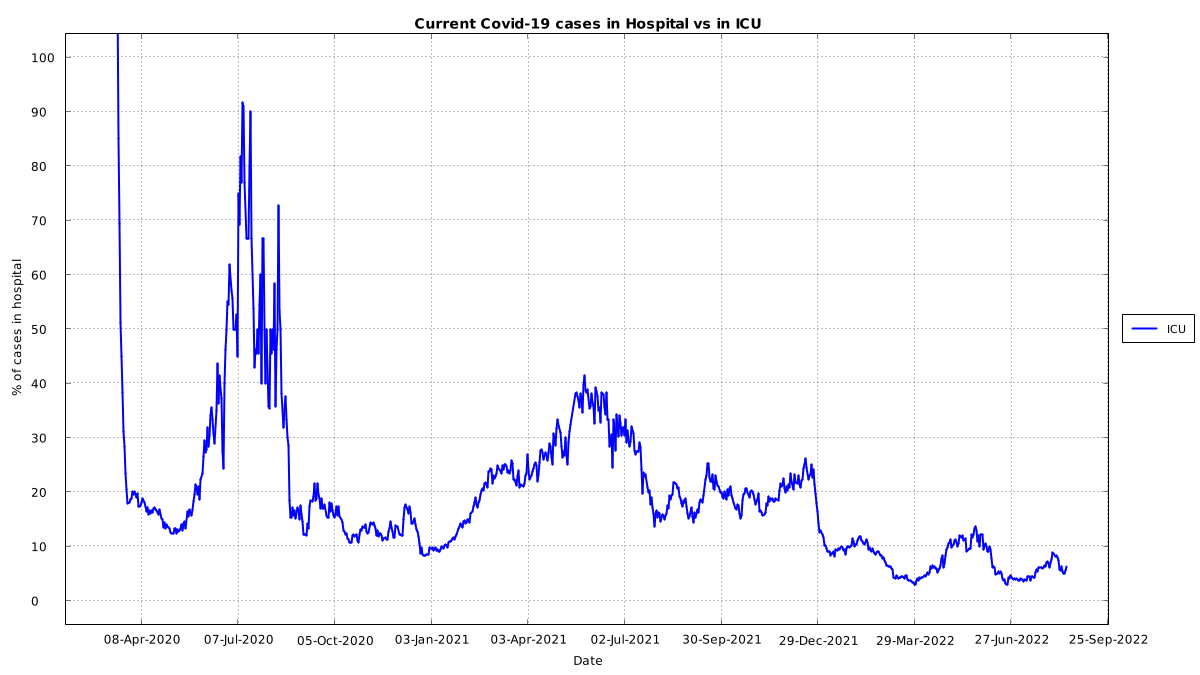 Current Covid-19 cases in Hospital vs in ICU
100
90
80
70
60
50
40
30
20
10
0
% of cases in hospital
08-Apr-2020
07-Jul-2020
05-Oct-2020
03-Jan-2021
03-Apr-2021
02-Jul-2021
30-Sep-2021
29-Dec-2021
29-Mar-2022
27-Jun-2022
25-Sep-2022
Date
ICU